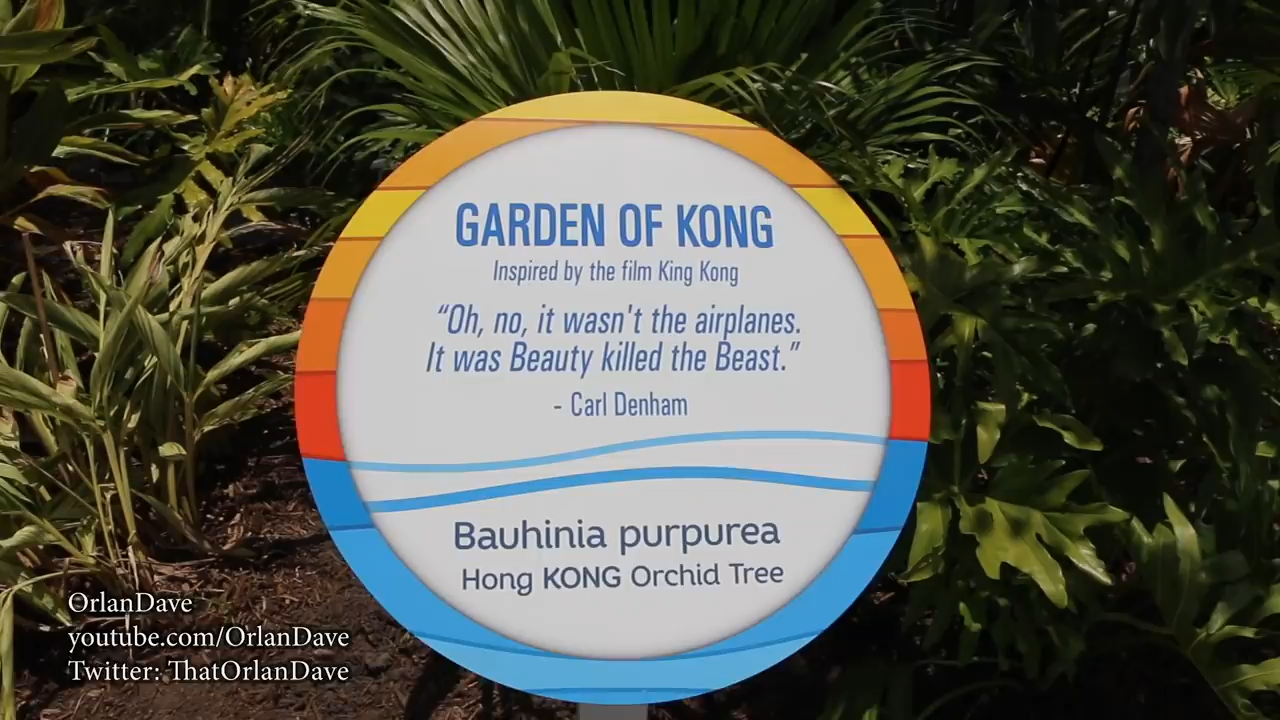 GARDEN OF KONG
Inspired by the film King Kong
“Oh, no, it wasn't the airplanes.
It was Beauty killed the Beast.”
- Carl Denham
Bauhinia purpurea
Hong KONG Orchid Tree
OrlanDave
youtube.com/OrlanDave
Twitter: ThatOrlanDave